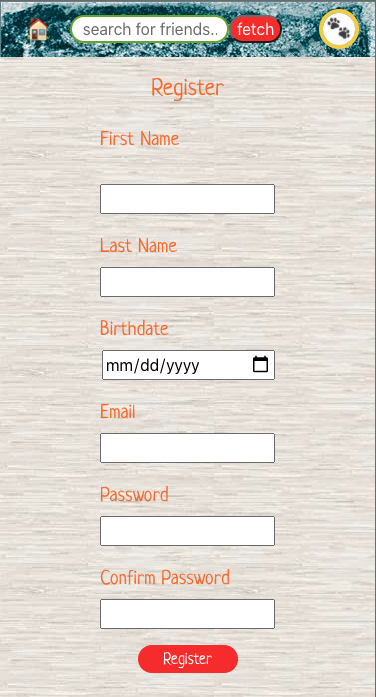 search for friends..
fetch
Register
First Name
Last Name
Birthdate
mm/dd/yyyy
Email
Password
Confirm Password
Register